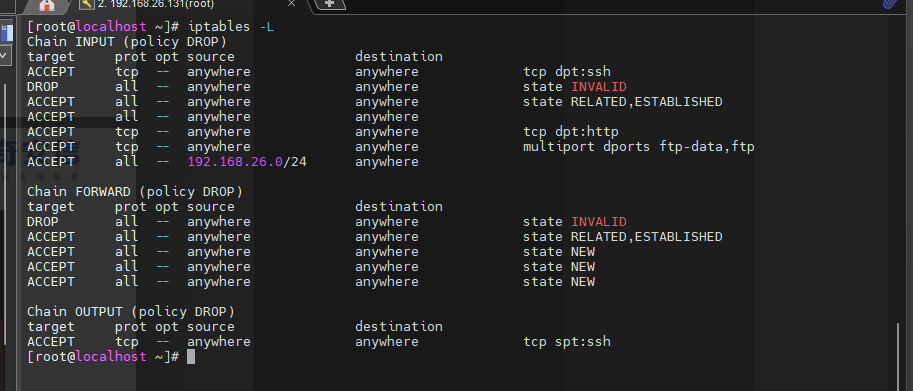 2. 192.168.26.131(root)
[root@localhost ~]# iptables -L
Chain INPUT (policy DROP)
target     prot opt source               destination
ACCEPT     tcp  --  anywhere             anywhere             tcp dpt:ssh
DROP       all  --  anywhere             anywhere             state INVALID
ACCEPT     all  --  anywhere             anywhere             state RELATED,ESTABLISHED
ACCEPT     all  --  anywhere             anywhere
ACCEPT     tcp  --  anywhere             anywhere             tcp dpt:http
ACCEPT     tcp  --  anywhere             anywhere             multiport dports ftp-data,ftp
ACCEPT     all  --  192.168.26.0/24      anywhere

Chain FORWARD (policy DROP)
target     prot opt source               destination
DROP       all  --  anywhere             anywhere             state INVALID
ACCEPT     all  --  anywhere             anywhere             state RELATED,ESTABLISHED
ACCEPT     all  --  anywhere             anywhere             state NEW
ACCEPT     all  --  anywhere             anywhere             state NEW
ACCEPT     all  --  anywhere             anywhere             state NEW

Chain OUTPUT (policy DROP)
target     prot opt source               destination
ACCEPT     tcp  --  anywhere             anywhere             tcp spt:ssh
[root@localhost ~]#